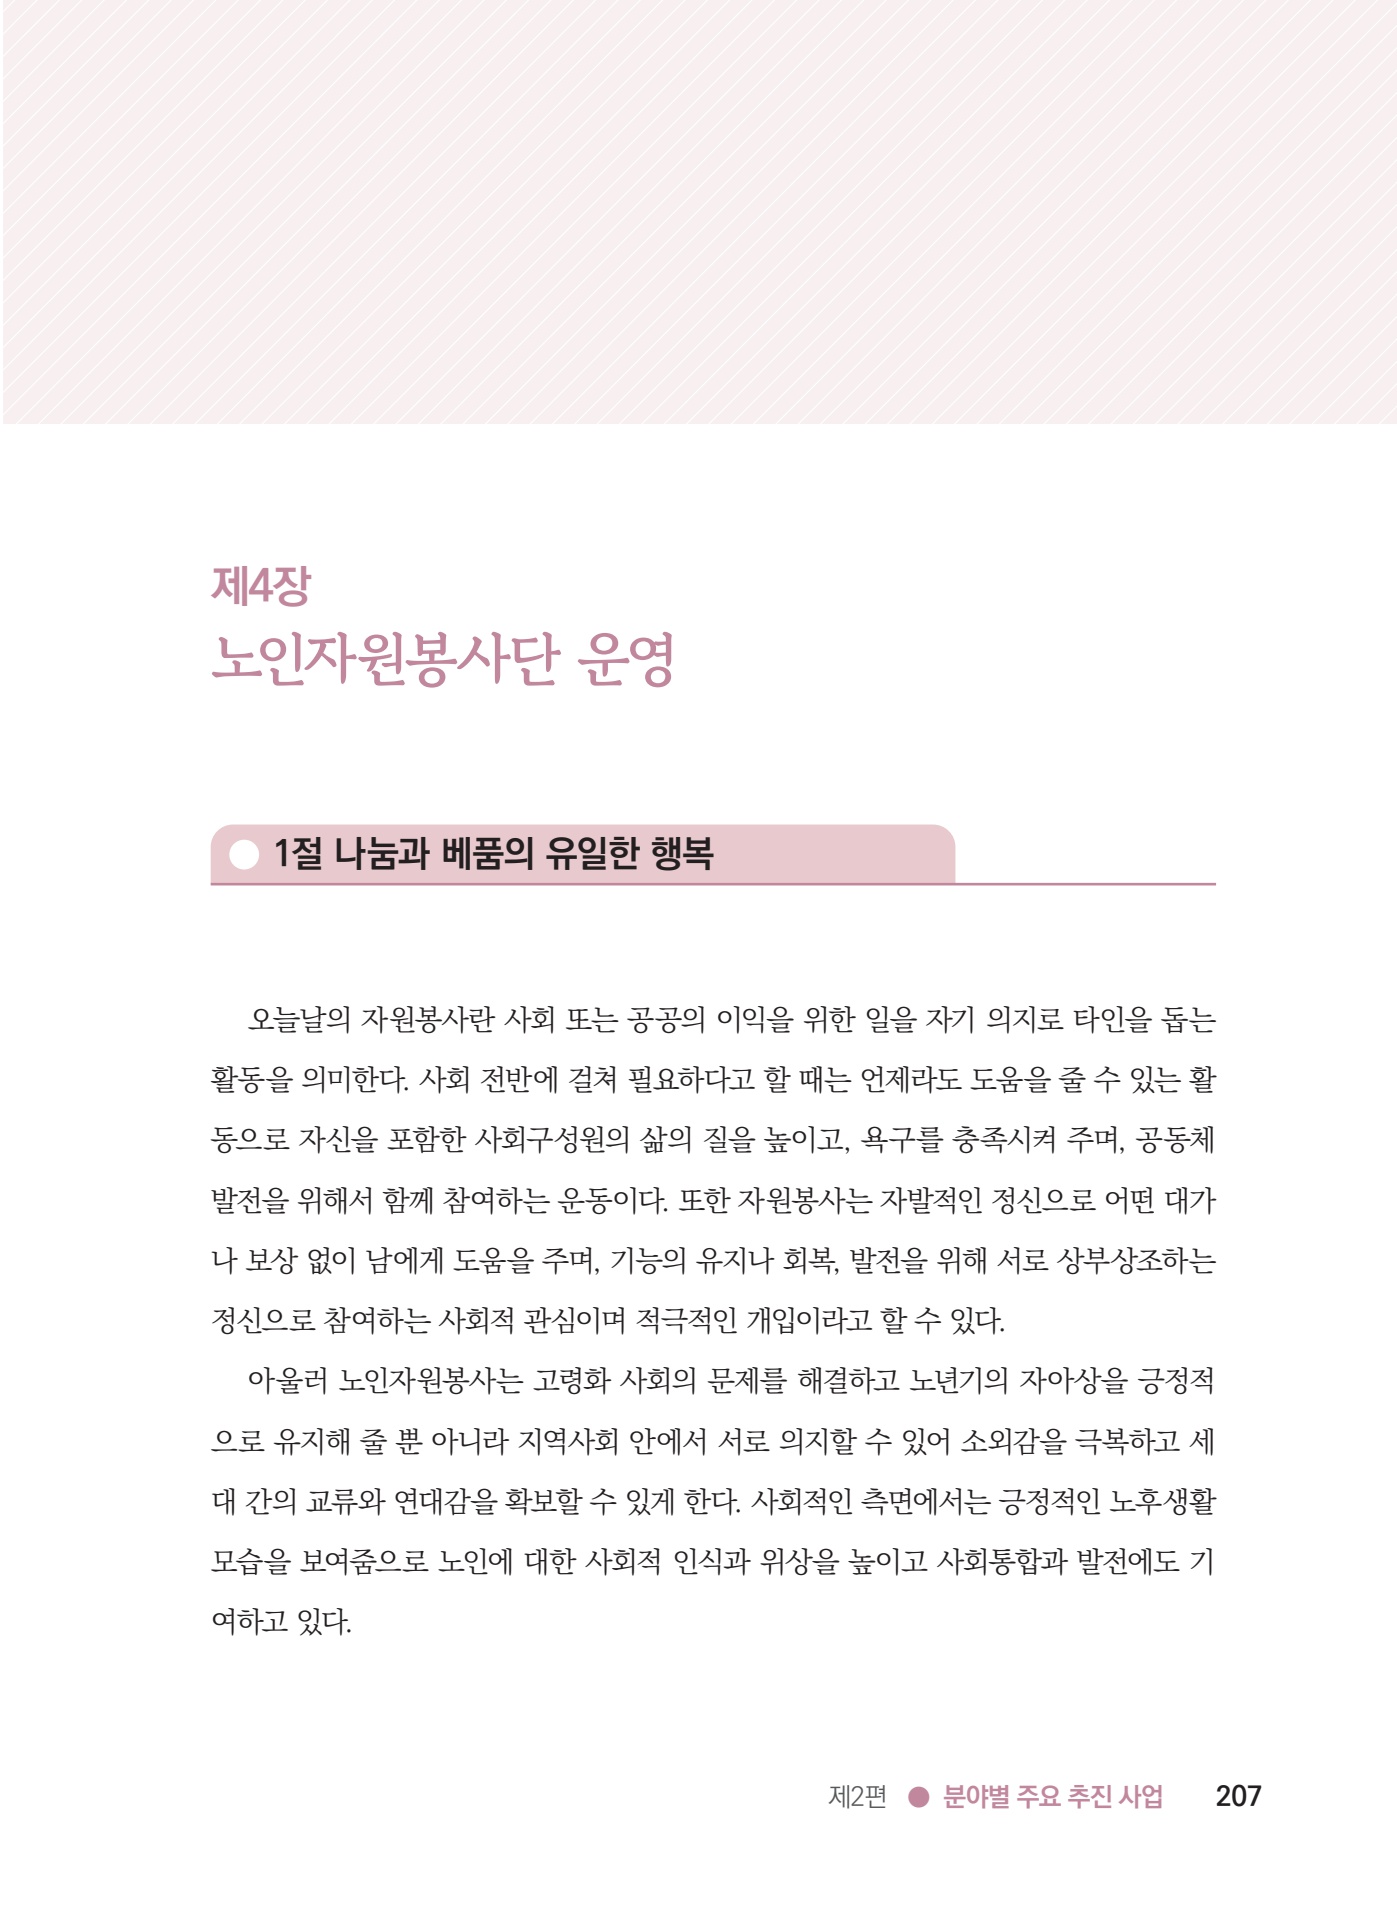 제4장
노인자원봉사단 운영
1절 나눔과 베품의 유일한 행복
오늘날의 자원봉사란 사회 또는 공공의 이익을 위한 일을 자기 의지로 타인을 돕는
활동을 의미한다. 사회 전반에 걸쳐 필요하다고 할 때는 언제라도 도움을 줄 수 있는 활
동으로 자신을 포함한 사회구성원의 삶의 질을 높이고, 욕구를 충족시켜 주며, 공동체
발전을 위해서 함께 참여하는 운동이다. 또한 자원봉사는 자발적인 정신으로 어떤 대가
나 보상 없이 남에게 도움을 주며, 기능의 유지나 회복, 발전을 위해 서로 상부상조하는
정신으로 참여하는 사회적 관심이며 적극적인 개입이라고 할 수 있다.
아울러 노인자원봉사는 고령화 사회의 문제를 해결하고 노년기의 자아상을 긍정적
으로 유지해 줄 뿐 아니라 지역사회 안에서 서로 의지할 수 있어 소외감을 극복하고 세
대 간의 교류와 연대감을 확보할 수 있게 한다. 사회적인 측면에서는 긍정적인 노후생활
모습을 보여줌으로 노인에 대한 사회적 인식과 위상을 높이고 사회통합과 발전에도 기
여하고 있다.
제2편 ● 분야별 주요 추진 사업 207